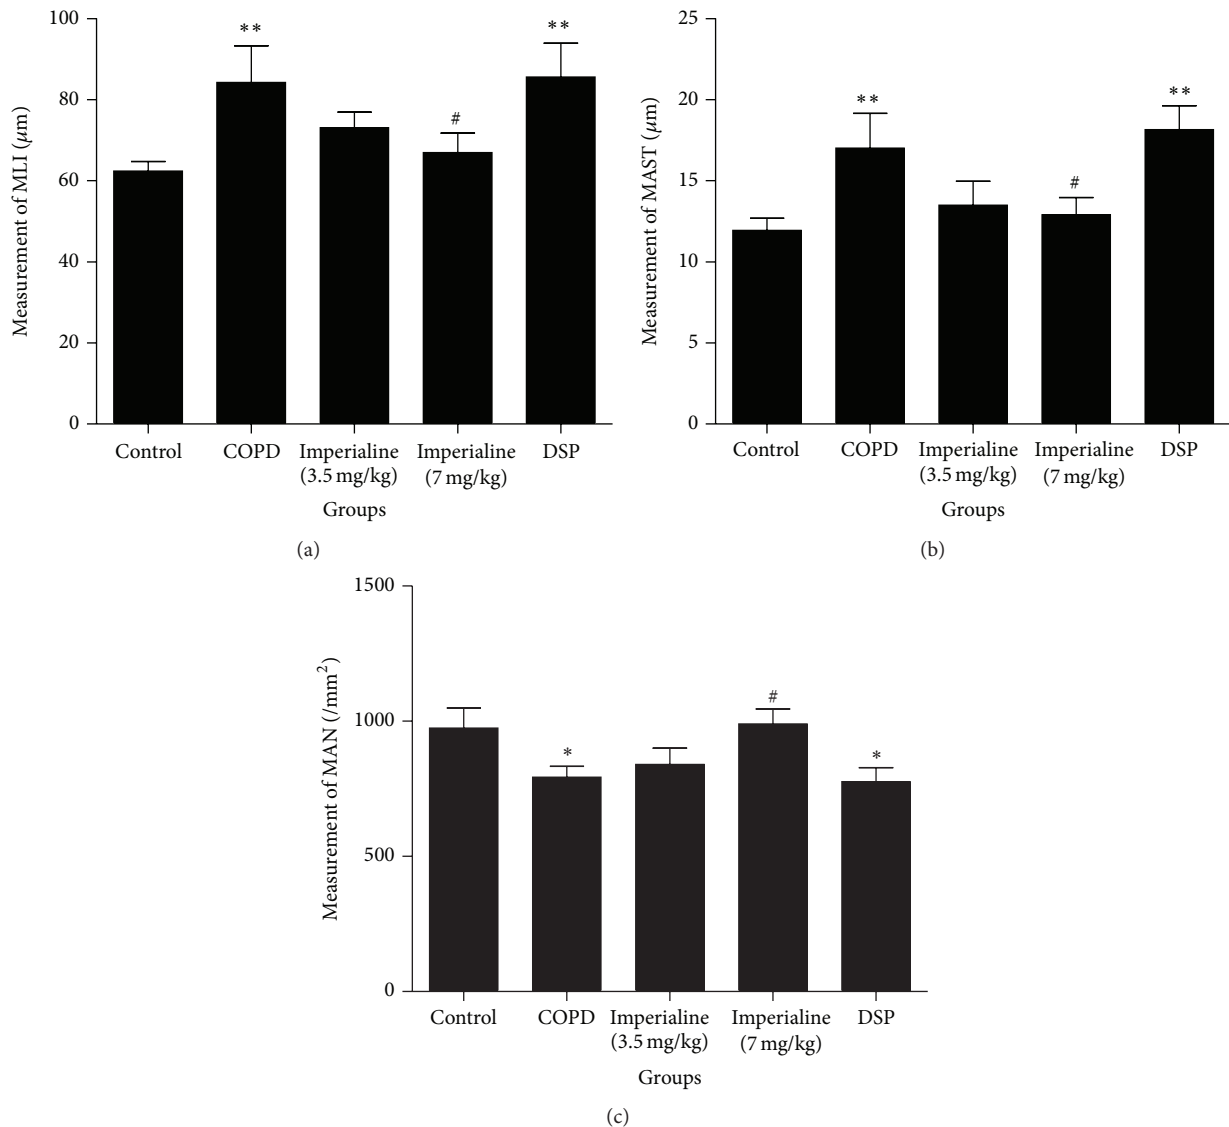 100
80
60
40
20
0
Measurement of MLI (μm)
**
#
**
Control
COPD
Imperialine
(3.5 mg/kg)
Imperialine
(7 mg/kg)
DSP
Groups
(a)
25
20
15
10
5
0
Measurement of MAST (μm)
**
#
**
Control
COPD
Imperialine
(3.5 mg/kg)
Imperialine
(7 mg/kg)
DSP
Groups
(b)
1500
1000
500
0
Measurement of MAN (/mm²)
*
#
*
Control
COPD
Imperialine
(3.5 mg/kg)
Imperialine
(7 mg/kg)
DSP
Groups
(c)